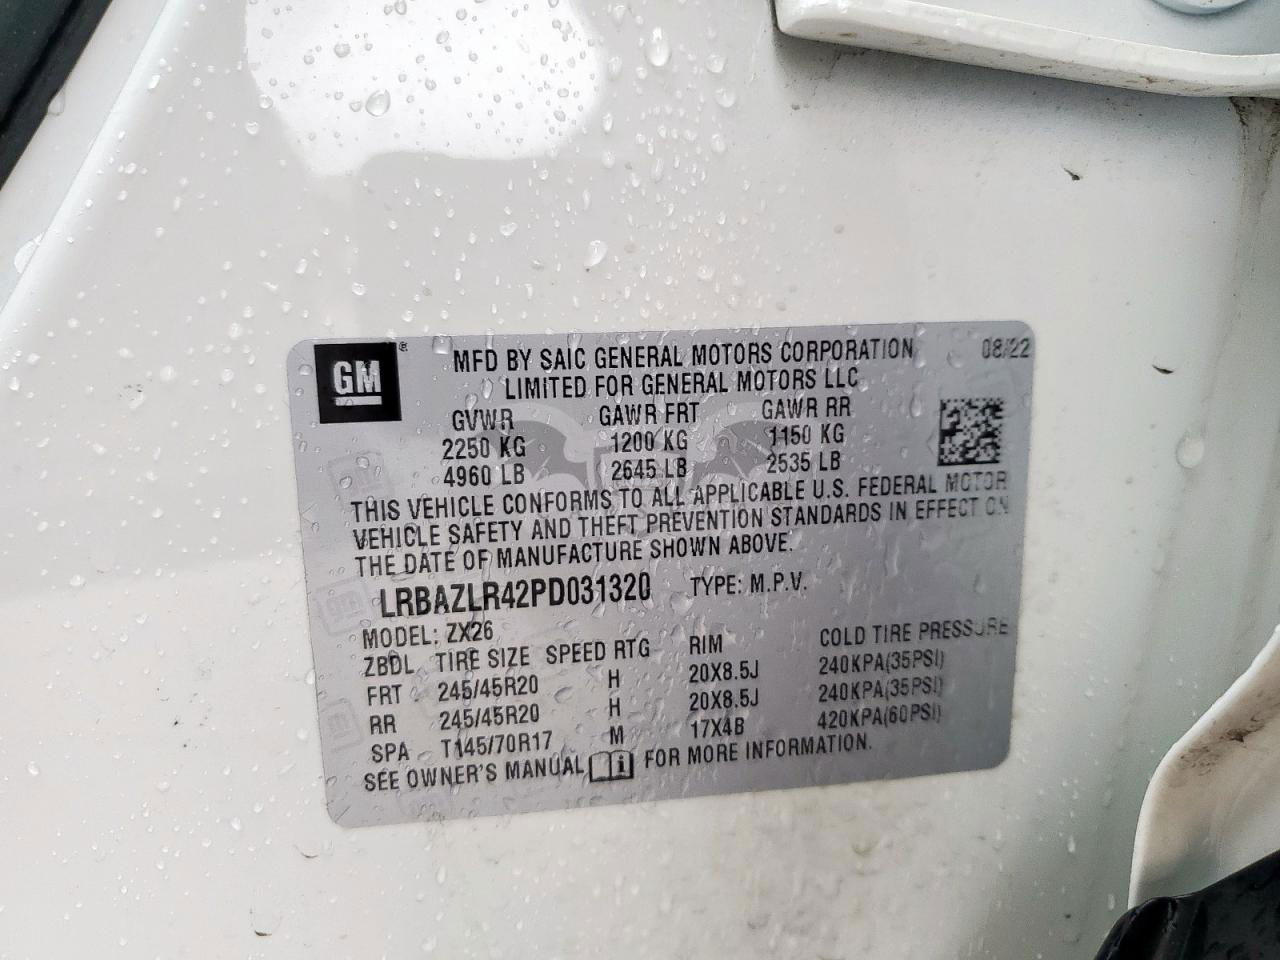 GM ®
MFD BY SAIC GENERAL MOTORS CORPORATION 08/22
LIMITED FOR GENERAL MOTORS LLC
GVWR GAWR FRT GAWR RR
2250 KG 1200 KG 1150 KG
4960 LB 2645 LB 2535 LB
THIS VEHICLE CONFORMS TO ALL APPLICABLE U.S. FEDERAL MOTOR
VEHICLE SAFETY AND THEFT PREVENTION STANDARDS IN EFFECT ON
THE DATE OF MANUFACTURE SHOWN ABOVE.
LRBAZLR42PD031320 TYPE: M.P.V.
MODEL: ZX26
ZBDL TIRE SIZE SPEED RTG RIM COLD TIRE PRESSURE
FRT 245/45R20 H 20X8.5J 240KPA(35PSI)
RR 245/45R20 H 20X8.5J 240KPA(35PSI)
SPA T145/70R17 M 17X4B 420KPA(60PSI)
SEE OWNER'S MANUAL i FOR MORE INFORMATION.